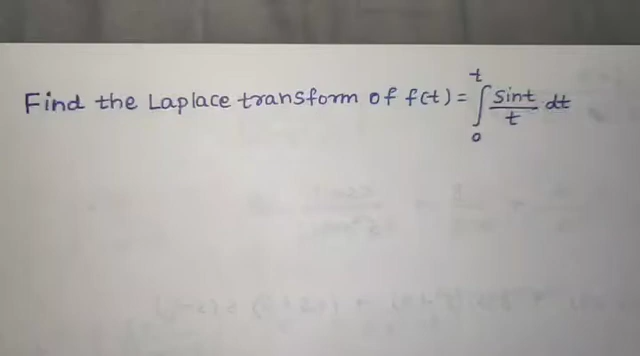 Find the Laplace transform of f(t) = ∫₀ᵗ sint/t dt